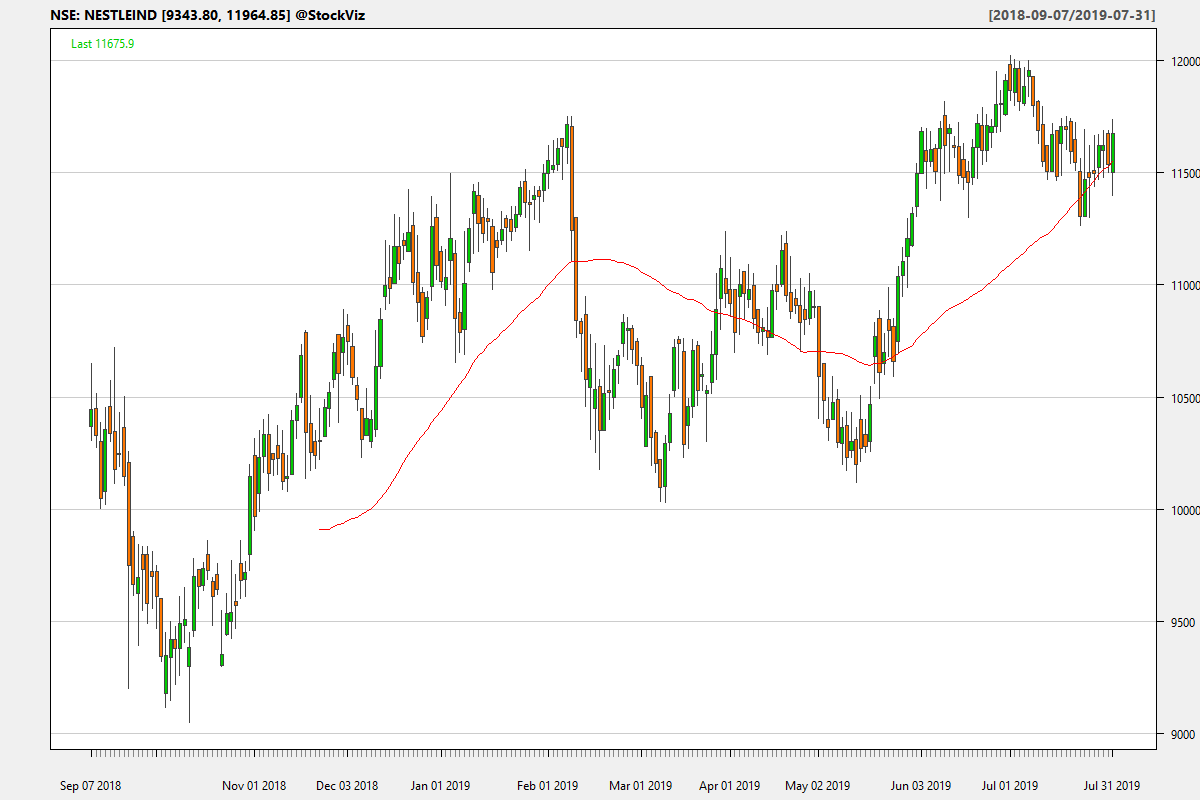 NSE: NESTLEIND [9343.80, 11964.85] @StockViz
[2018-09-07/2019-07-31]
Last 11675.9
12000
11500
11000
10500
10000
9500
9000
Sep 07 2018
Nov 01 2018
Dec 03 2018
Jan 01 2019
Feb 01 2019
Mar 01 2019
Apr 01 2019
May 02 2019
Jun 03 2019
Jul 01 2019
Jul 31 2019